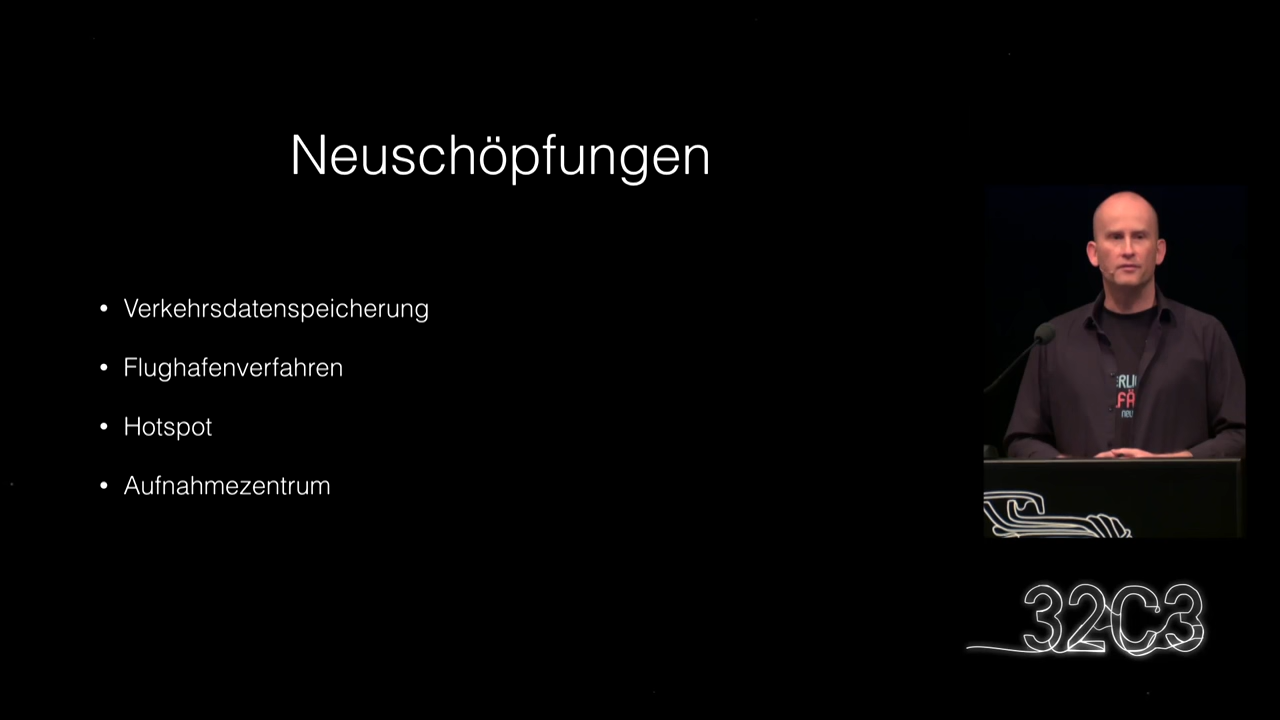 Neuschöpfungen
• Verkehrsdatenspeicherung
• Flughafenverfahren
• Hotspot
• Aufnahmezentrum
32C3